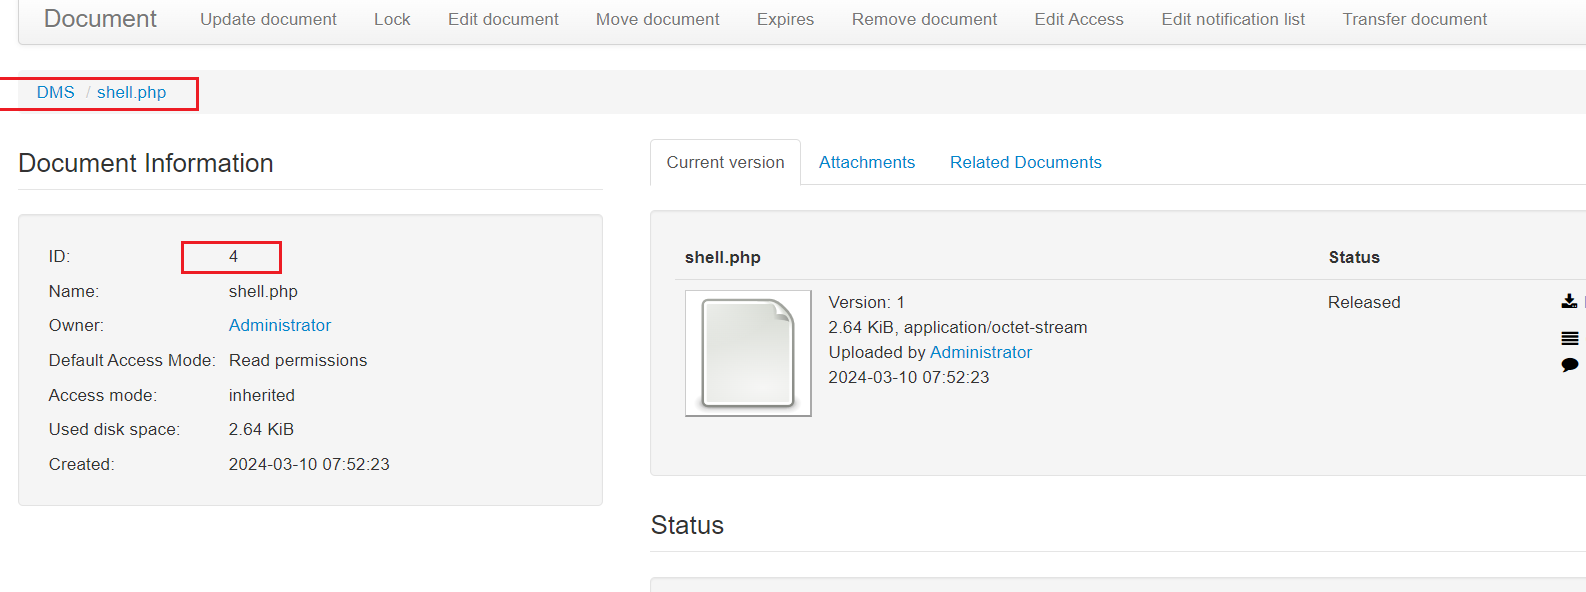 Document Update document Lock Edit document Move document Expires Remove document Edit Access Edit notification list Transfer document
DMS / shell.php
Document Information
ID: 4
Name: shell.php
Owner: Administrator
Default Access Mode: Read permissions
Access mode: inherited
Used disk space: 2.64 KiB
Created: 2024-03-10 07:52:23
Current version Attachments Related Documents
shell.php Status
Version: 1 Released
2.64 KiB, application/octet-stream
Uploaded by Administrator
2024-03-10 07:52:23
Status